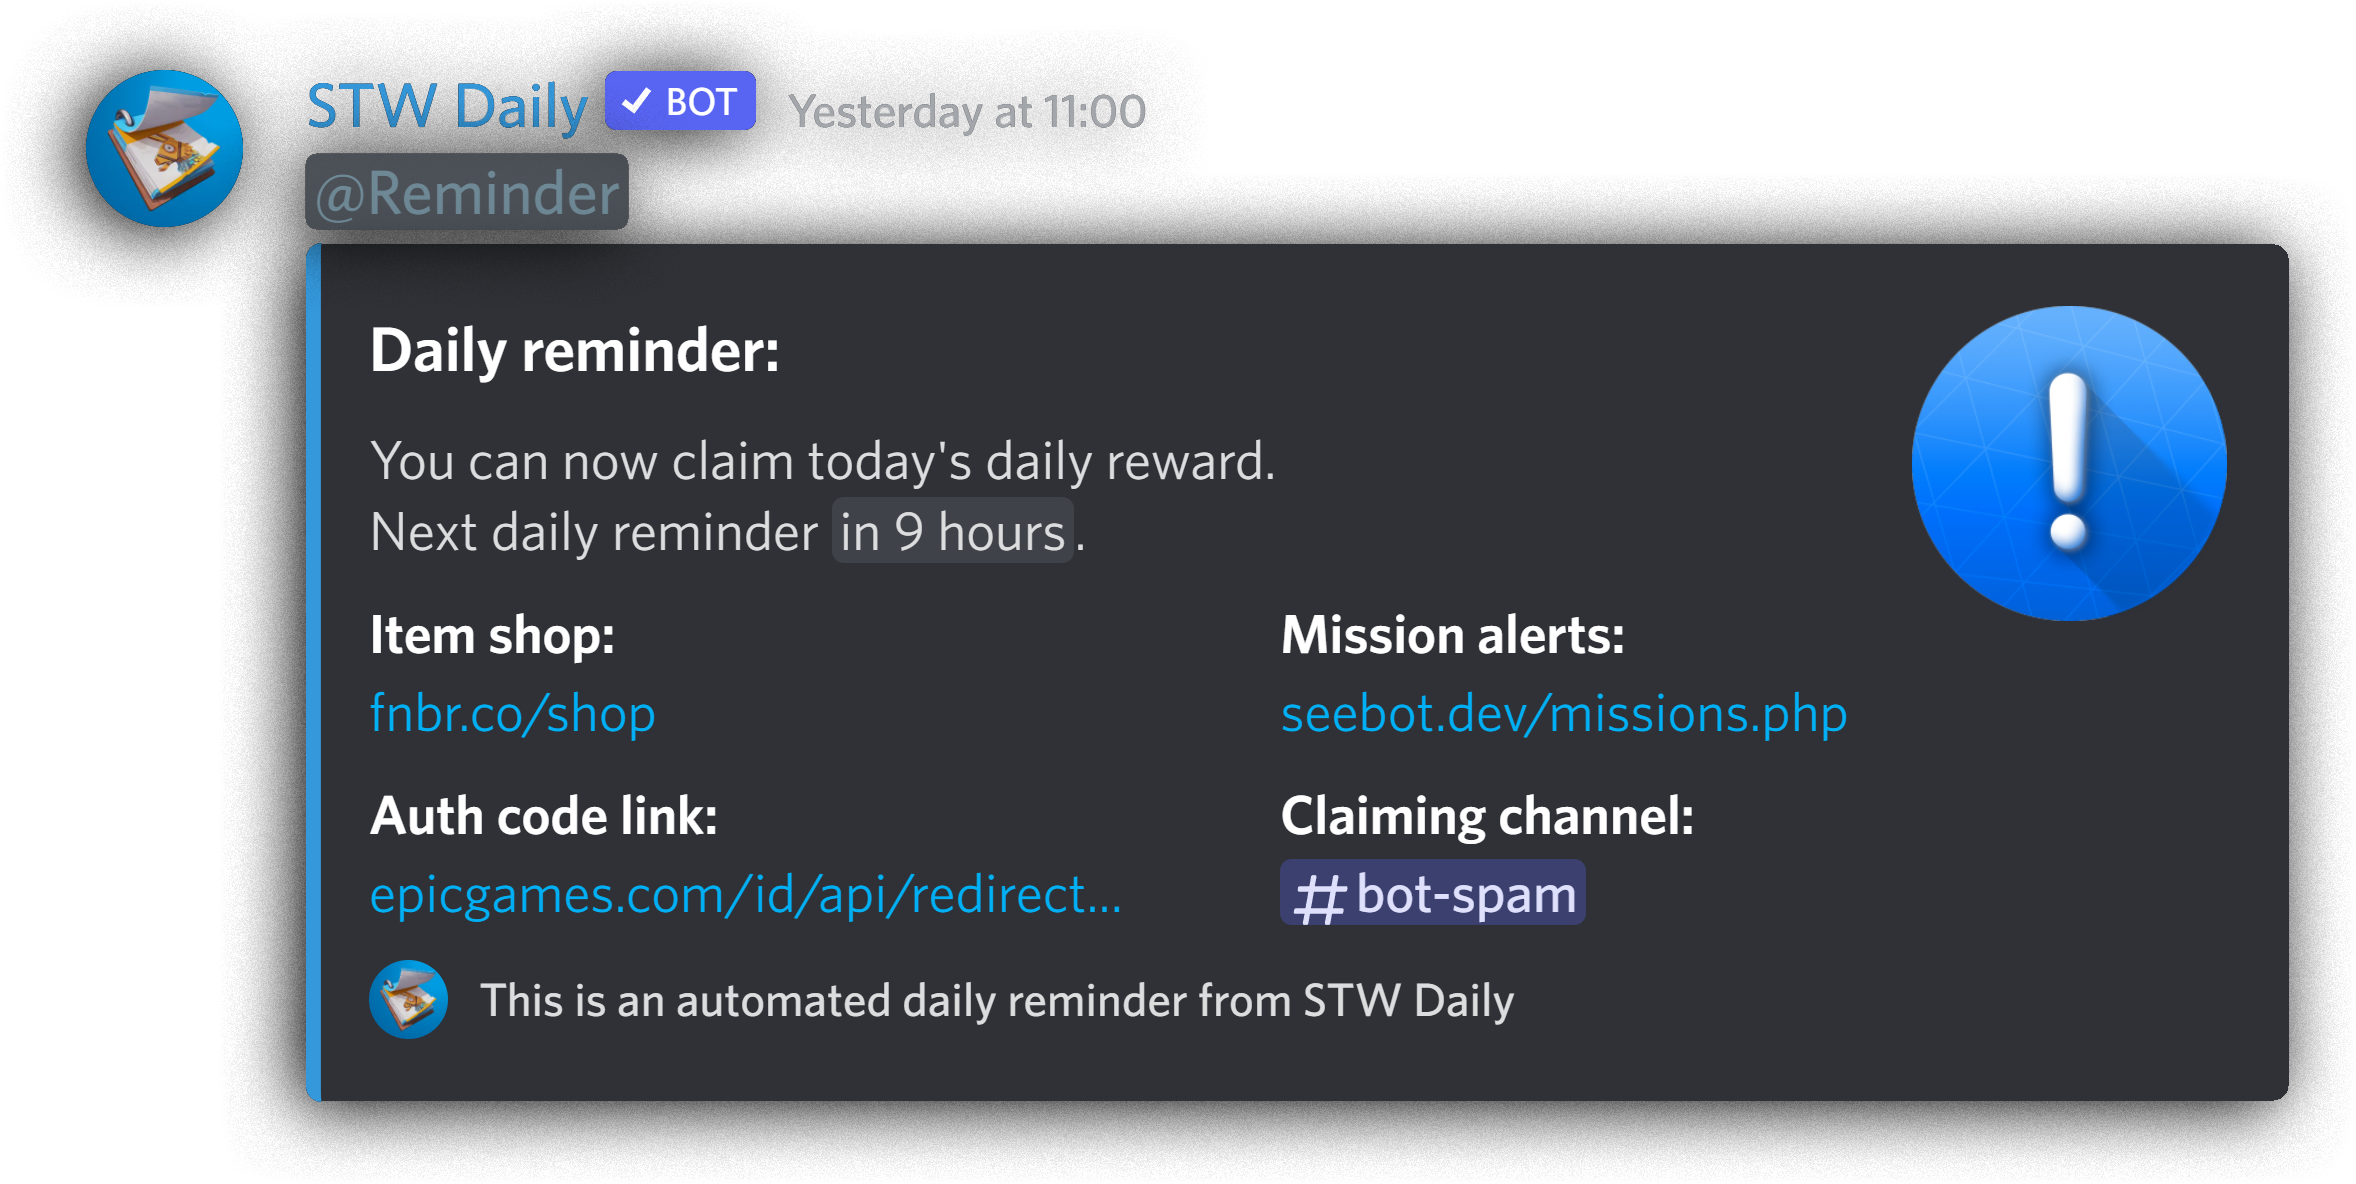 STW Daily ✓ BOT Yesterday at 11:00
@Reminder
Daily reminder:
You can now claim today's daily reward.
Next daily reminder in 9 hours.
Item shop:
fnbr.co/shop
Mission alerts:
seebot.dev/missions.php
Auth code link:
epicgames.com/id/api/redirect...
Claiming channel:
#bot-spam
This is an automated daily reminder from STW Daily